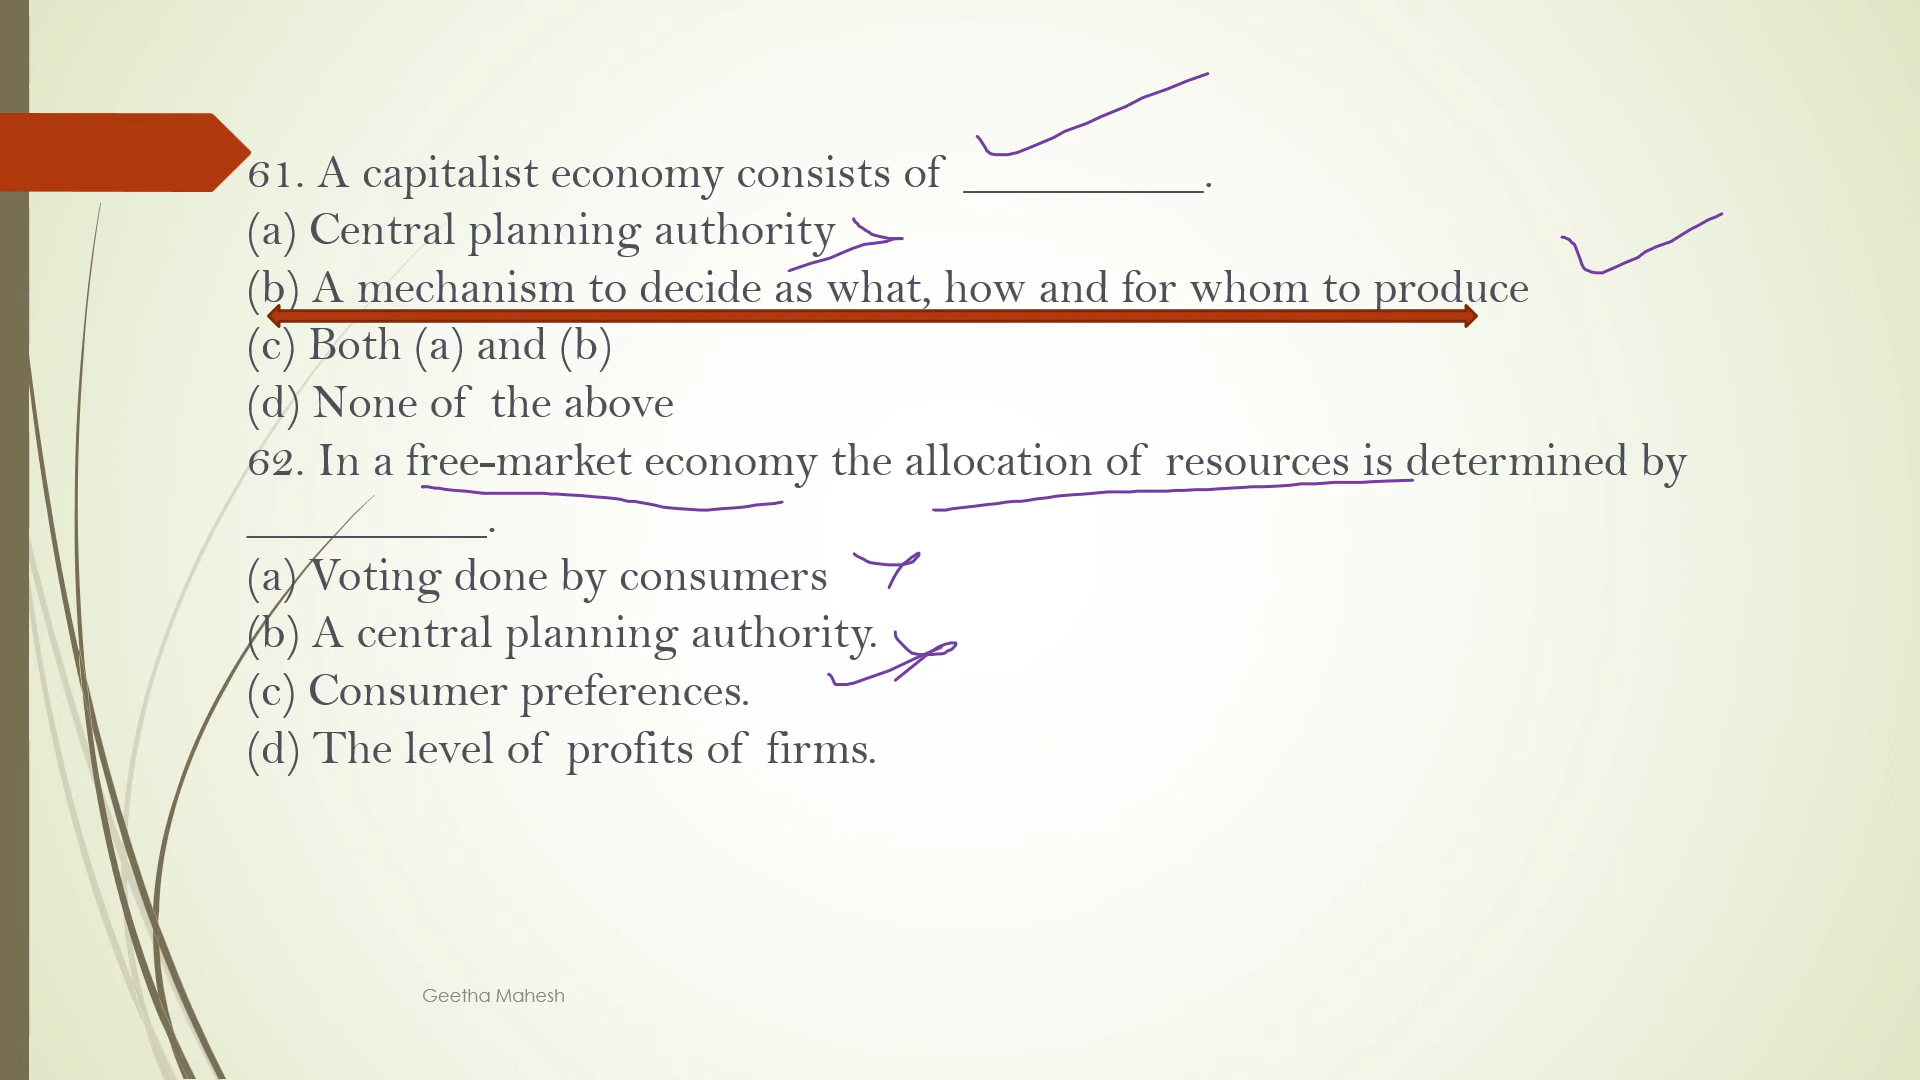 61. A capitalist economy consists of ____________.
(a) Central planning authority
(b) A mechanism to decide as what, how and for whom to produce
(c) Both (a) and (b)
(d) None of the above
62. In a free-market economy the allocation of resources is determined by
____________.
(a) Voting done by consumers
(b) A central planning authority.
(c) Consumer preferences.
(d) The level of profits of firms.
Geetha Mahesh